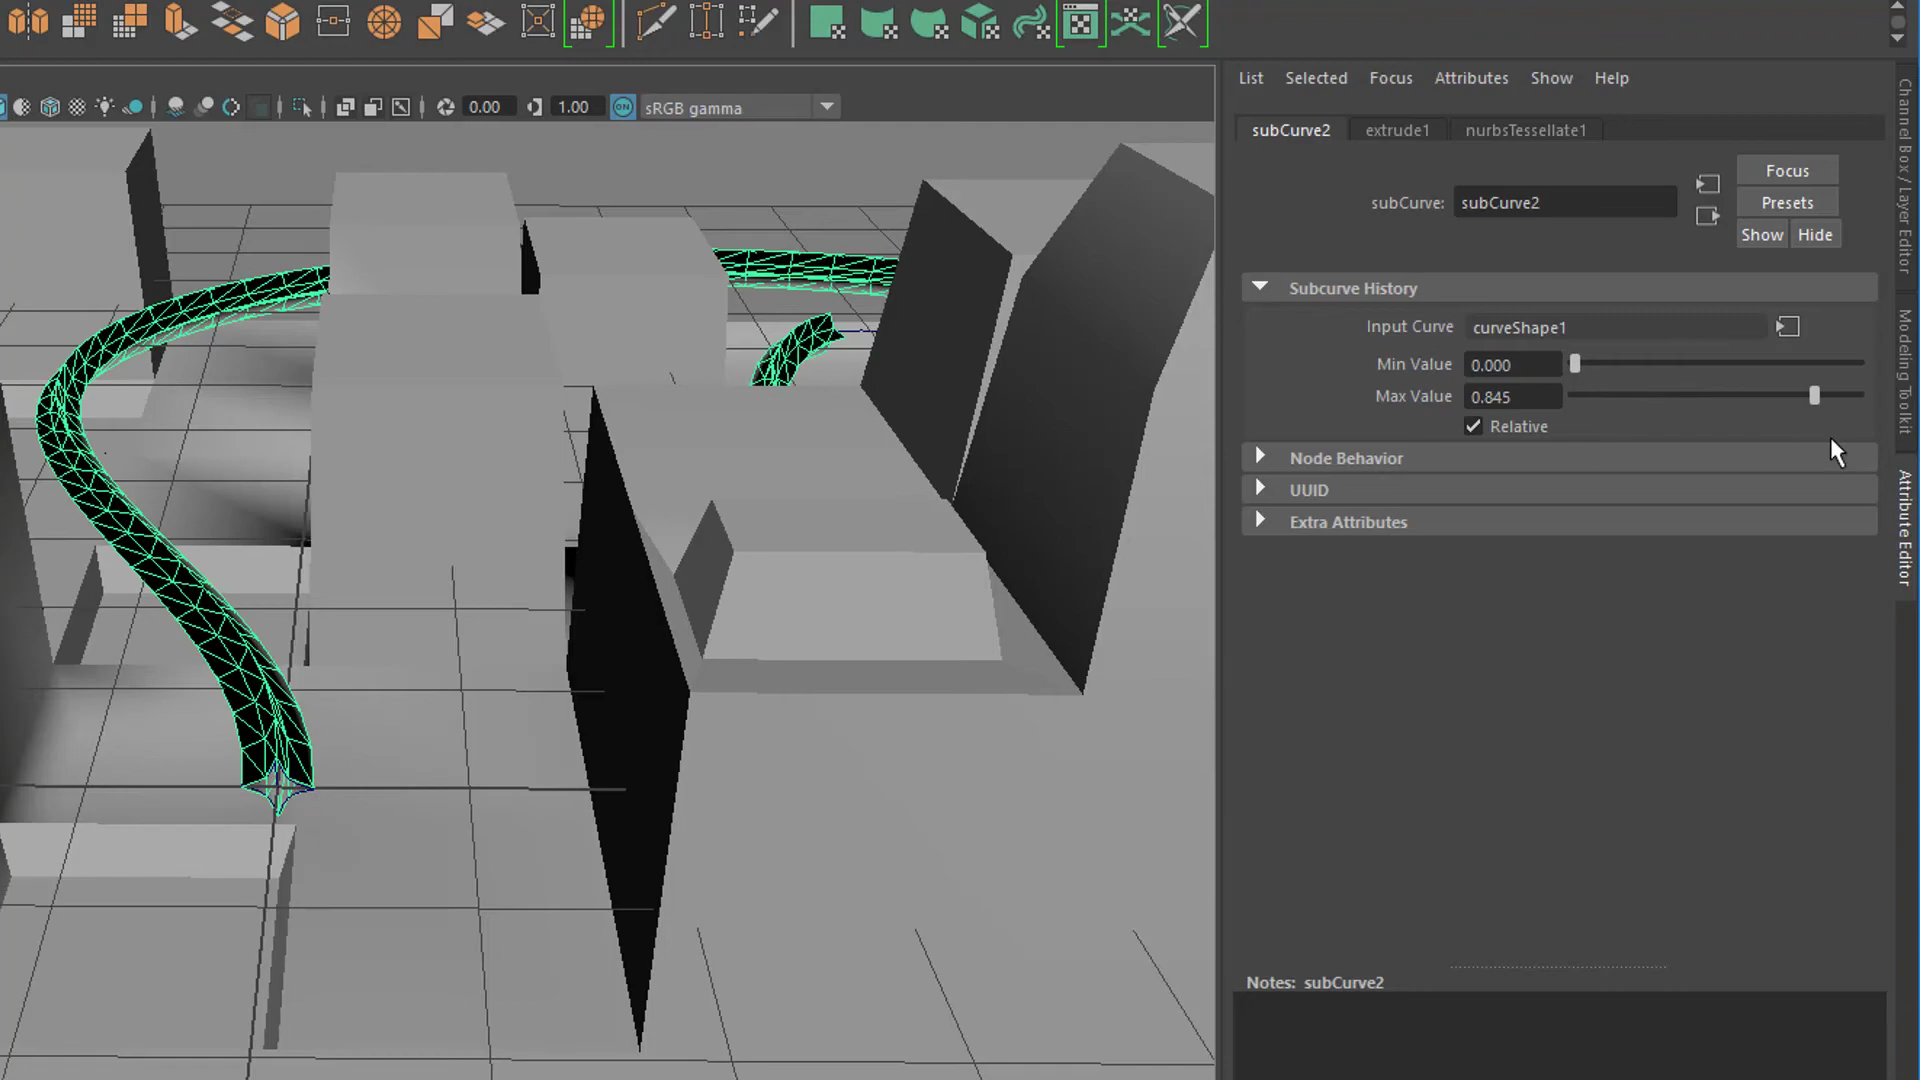 List Selected Focus Attributes Show Help
0.00 1.00 ON sRGB gamma
subCurve2 extrude1 nurbsTessellate1
Focus
subCurve: subCurve2 Presets
Show Hide
Subcurve History
Input Curve curveShape1
Min Value 0.000
Max Value 0.845
Relative
Node Behavior
UUID
Extra Attributes
Notes: subCurve2
Channel Box / Layer Editor
Modeling Toolkit
Attribute Editor